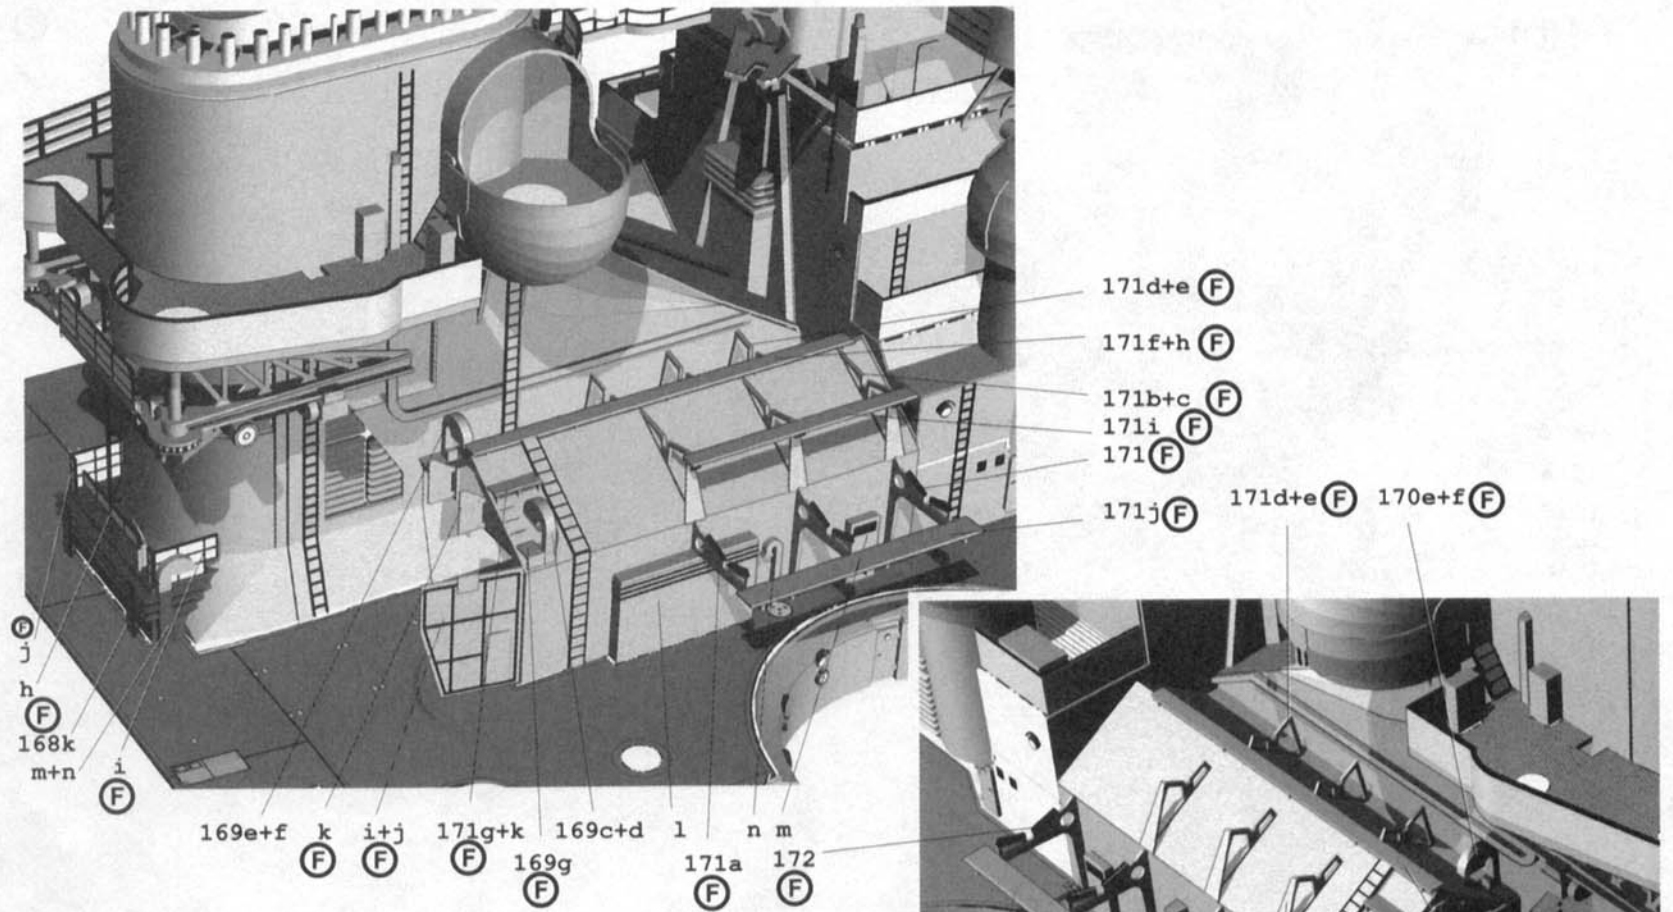 171d+e Ⓕ
171f+h Ⓕ
171b+c Ⓕ
171i Ⓕ
171 Ⓕ
171j Ⓕ
171d+e Ⓕ 170e+f Ⓕ
Ⓕ
j
h
Ⓕ
168k
m+n
i
Ⓕ
169e+f k i+j 171g+k 169c+d l n m
Ⓕ Ⓕ Ⓕ
169g 171a 172
Ⓕ Ⓕ Ⓕ